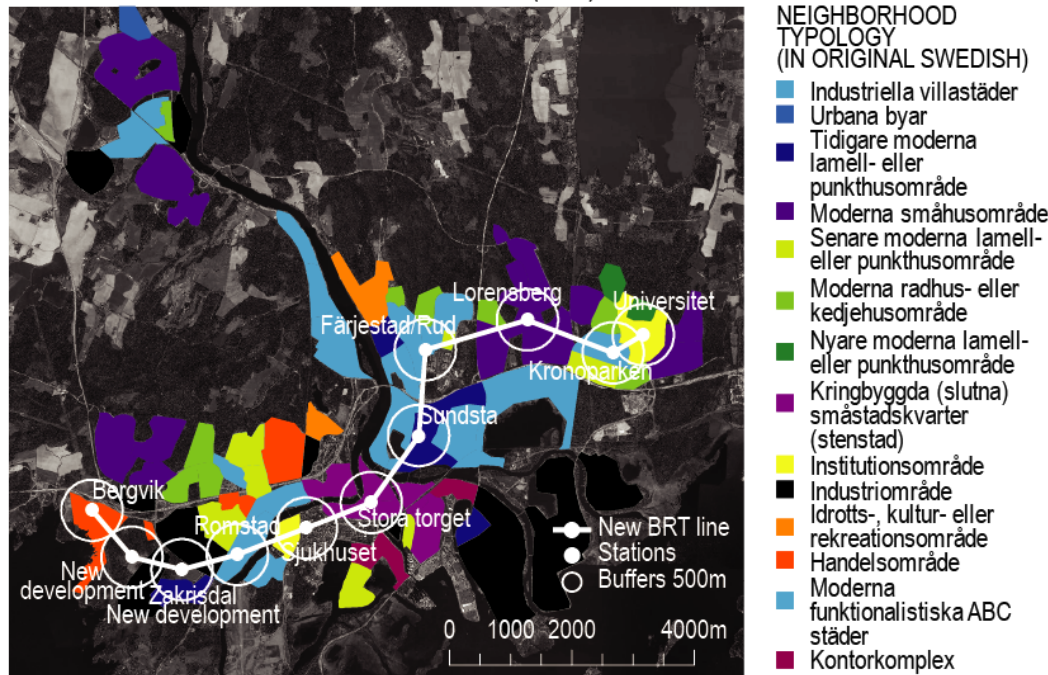 NEIGHBORHOOD
TYPOLOGY
(IN ORIGINAL SWEDISH)
Industriella villastäder
Urbana byar
Tidigare moderna
lamell- eller
punkthusområde
Moderna småhusområde
Senare moderna lamell-
eller punkthusområde
Moderna radhus- eller
kedjehusområde
Nyare moderna lamell-
eller punkthusområde
Kringbyggda (slutna)
småstadskvarter
(stenstad)
Institutionsområde
Industriområde
Idrotts-, kultur- eller
rekreationsområde
Handelsområde
Moderna
funktionalistiska ABC
städer
Kontorkomplex
Lorensberg
Universitet
Färjestad/Rud
Kronoparken
Sundsta
Bergvik
Romstad
Stora torget
Sjukhuset
New
development
Zakrisdal
New development
New BRT line
Stations
Buffers 500m
0 1000 2000 4000m